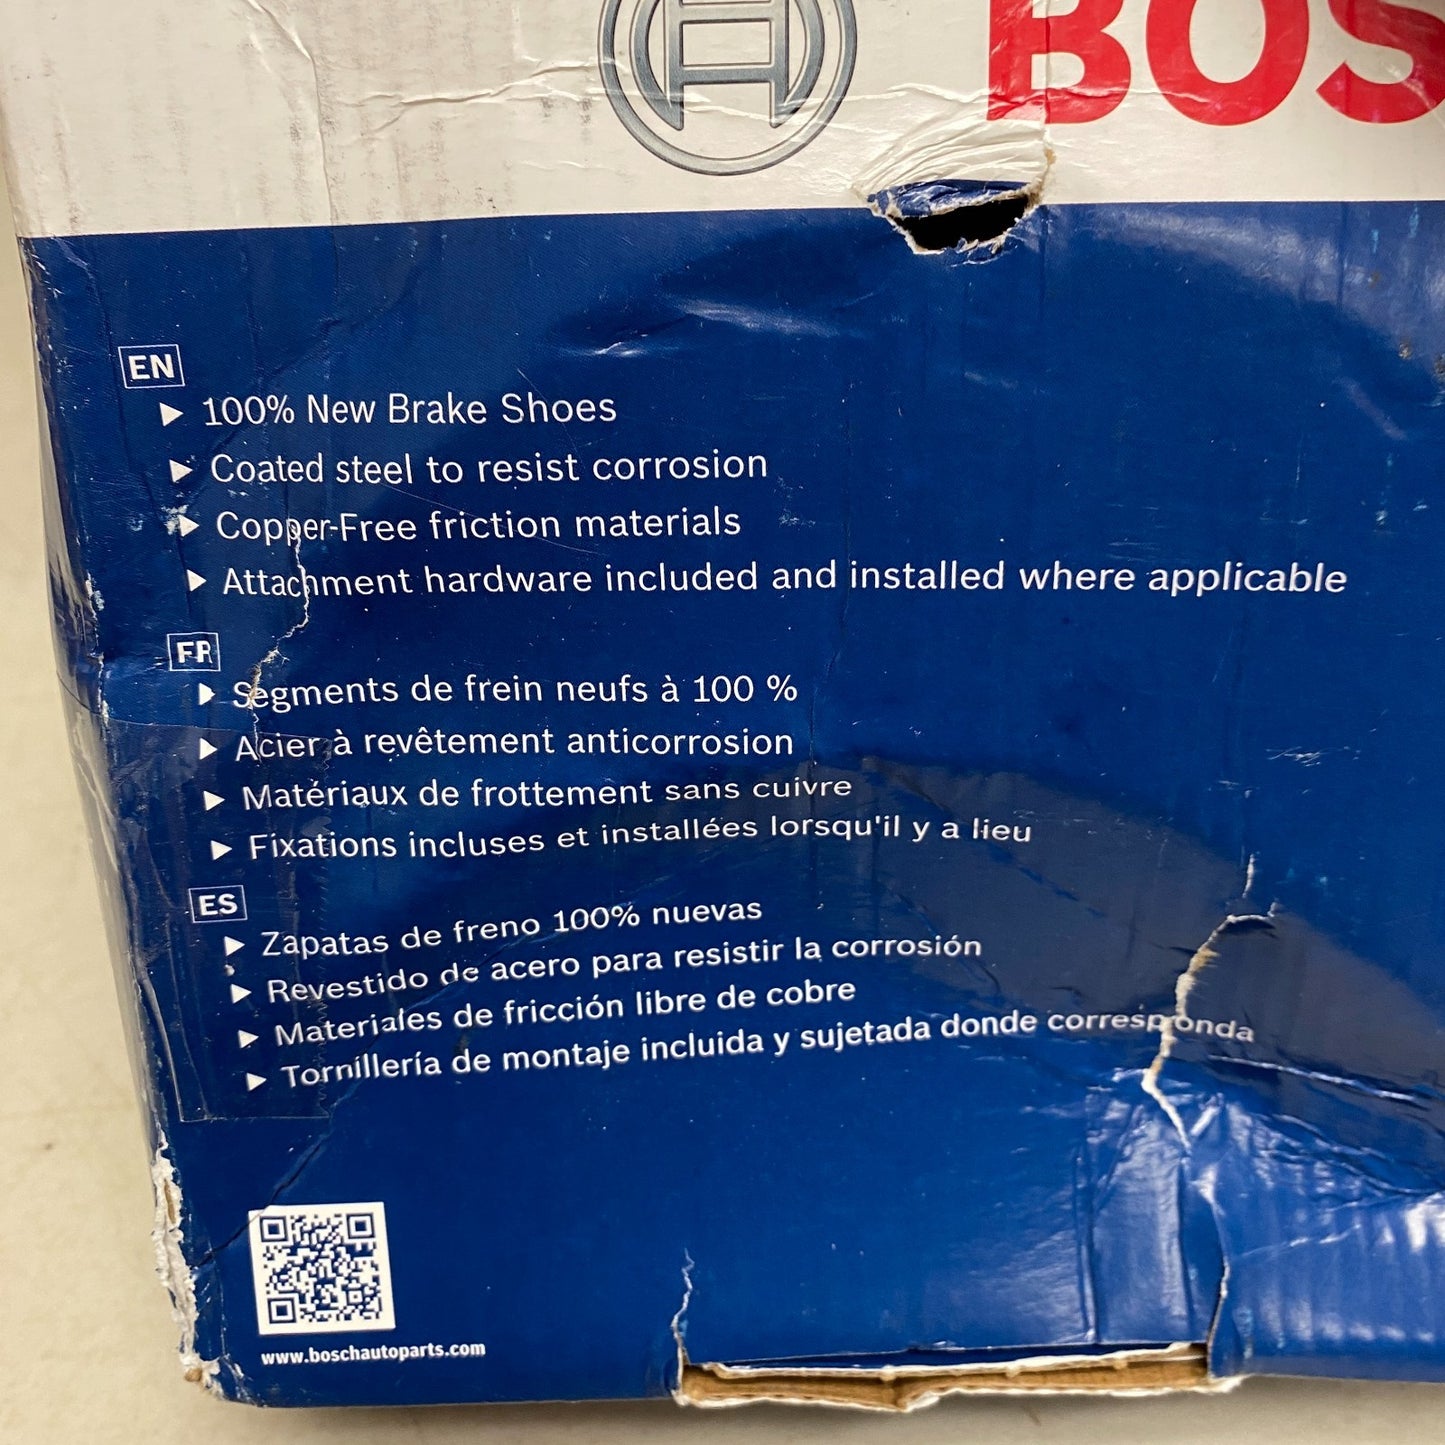 BOS
EN
100% New Brake Shoes
Coated steel to resist corrosion
Copper-Free friction materials
Attachment hardware included and installed where applicable
FR
Segments de frein neufs à 100 %
Acier à revêtement anticorrosion
Matériaux de frottement sans cuivre
Fixations incluses et installées lorsqu'il y a lieu
ES
Zapatas de freno 100% nuevas
Revestido de acero para resistir la corrosión
Materiales de fricción libre de cobre
Tornillería de montaje incluida y sujetada donde corresponda
www.boschautoparts.com